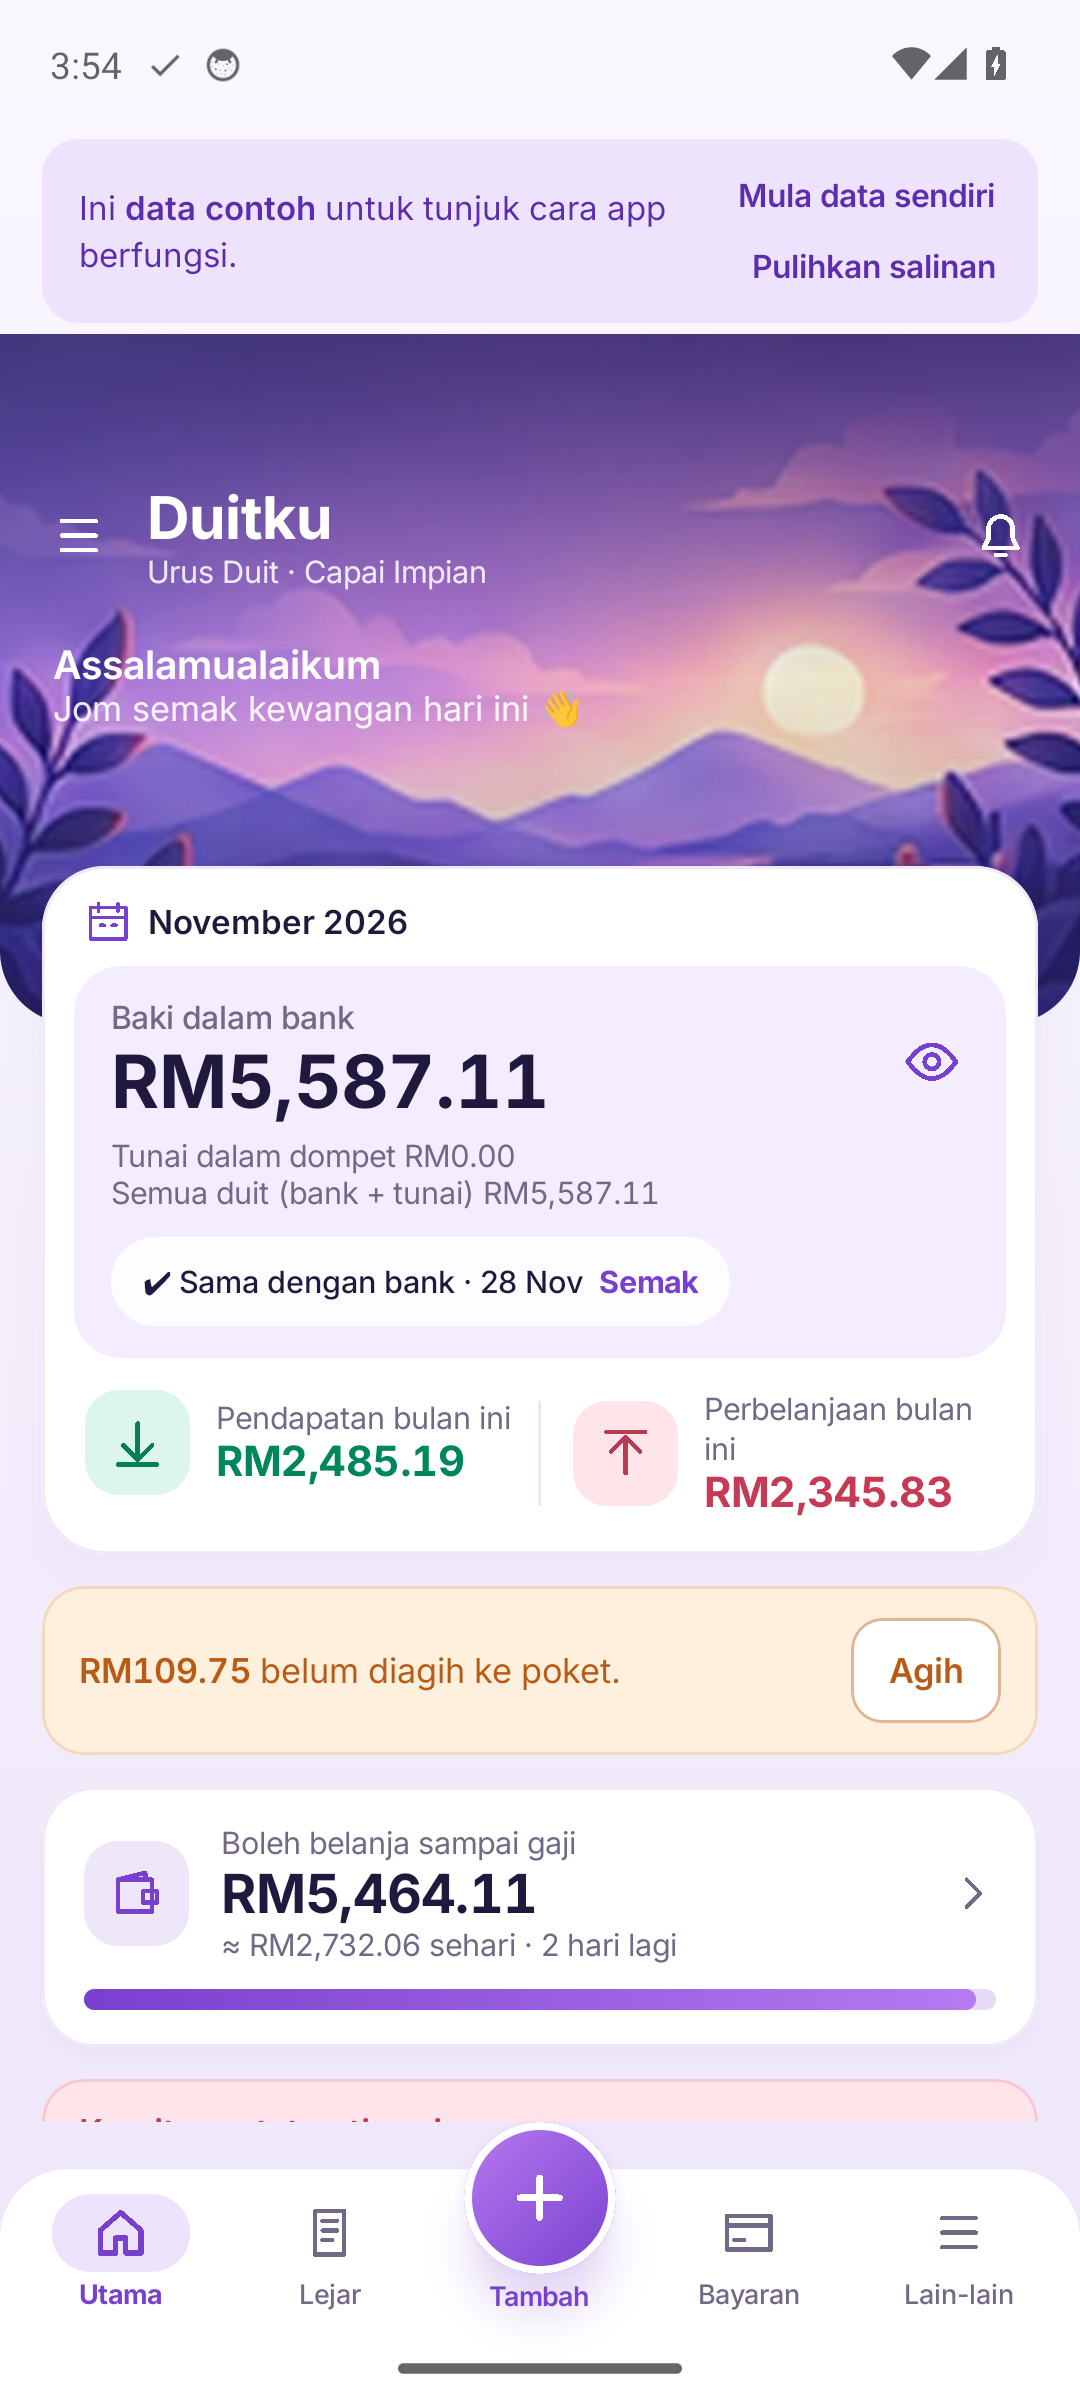 3:54
Ini data contoh untuk tunjuk cara app
berfungsi.
Mula data sendiri
Pulihkan salinan
Duitku
Urus Duit · Capai Impian
Assalamualaikum
Jom semak kewangan hari ini 👋
November 2026
Baki dalam bank
RM5,587.11
Tunai dalam dompet RM0.00
Semua duit (bank + tunai) RM5,587.11
✔ Sama dengan bank · 28 Nov Semak
Pendapatan bulan ini
RM2,485.19
Perbelanjaan bulan
ini
RM2,345.83
RM109.75 belum diagih ke poket.
Agih
Boleh belanja sampai gaji
RM5,464.11
≈ RM2,732.06 sehari · 2 hari lagi
Utama
Lejar
Tambah
Bayaran
Lain-lain